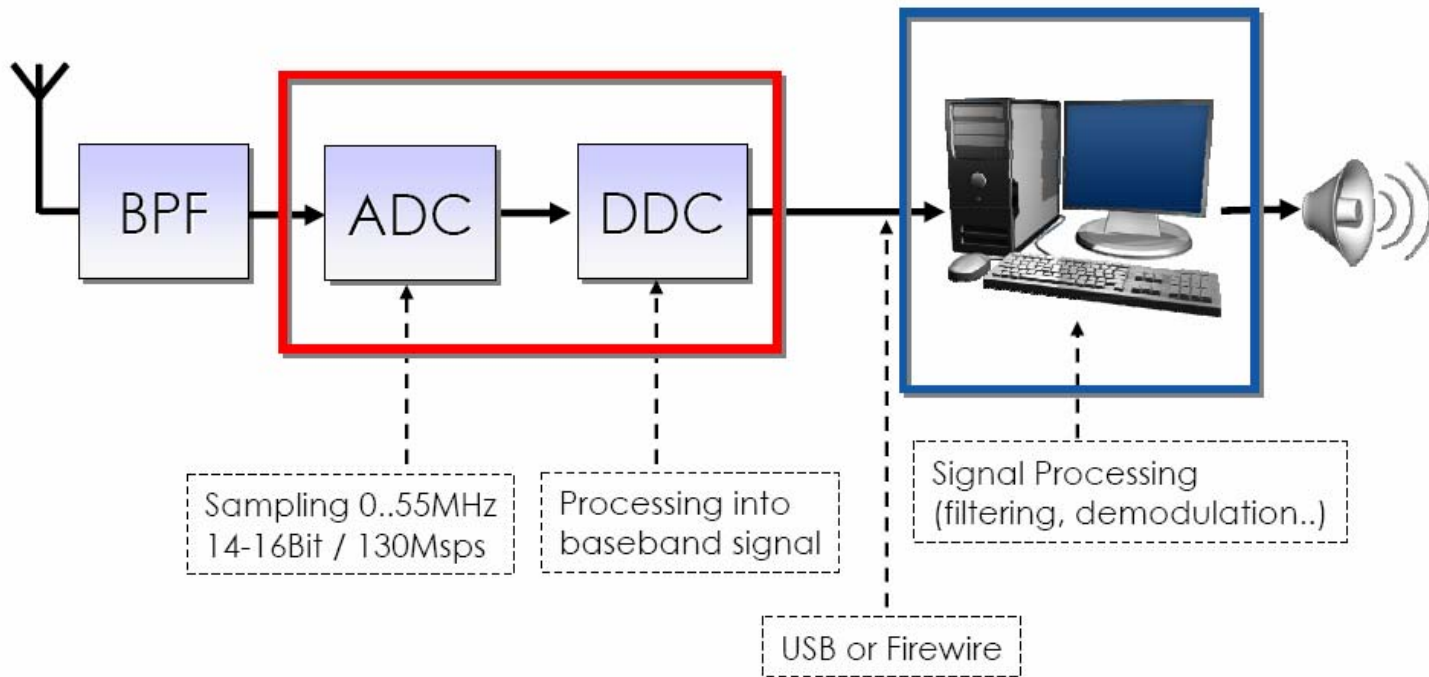 BPF
ADC
DDC
Sampling 0..55MHz
14-16Bit / 130Msps
Processing into
baseband signal
Signal Processing
(filtering, demodulation..)
USB or Firewire